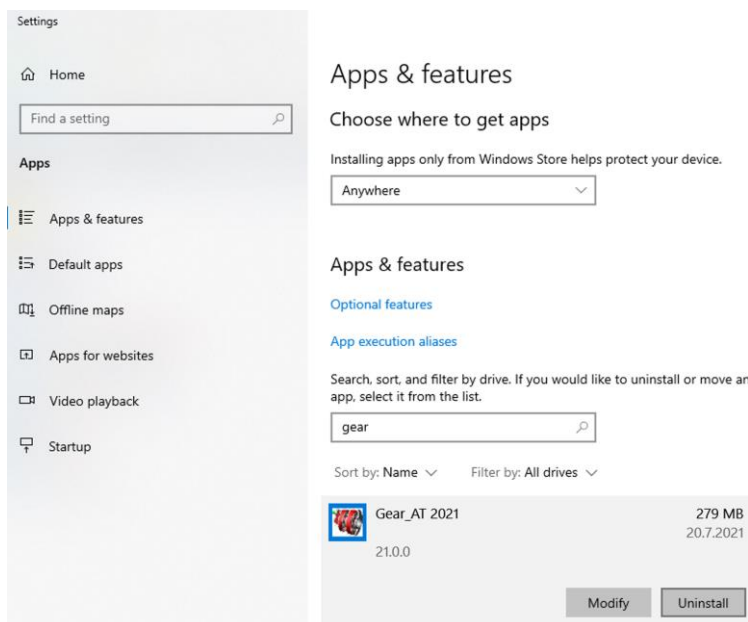 Settings
Home
Find a setting
Apps
Apps & features
Default apps
Offline maps
Apps for websites
Video playback
Startup
Apps & features
Choose where to get apps
Installing apps only from Windows Store helps protect your device.
Anywhere
Apps & features
Optional features
App execution aliases
Search, sort, and filter by drive. If you would like to uninstall or move an
app, select it from the list.
gear
Sort by: Name Filter by: All drives
Gear_AT 2021 279 MB
20.7.2021
21.0.0
Modify Uninstall